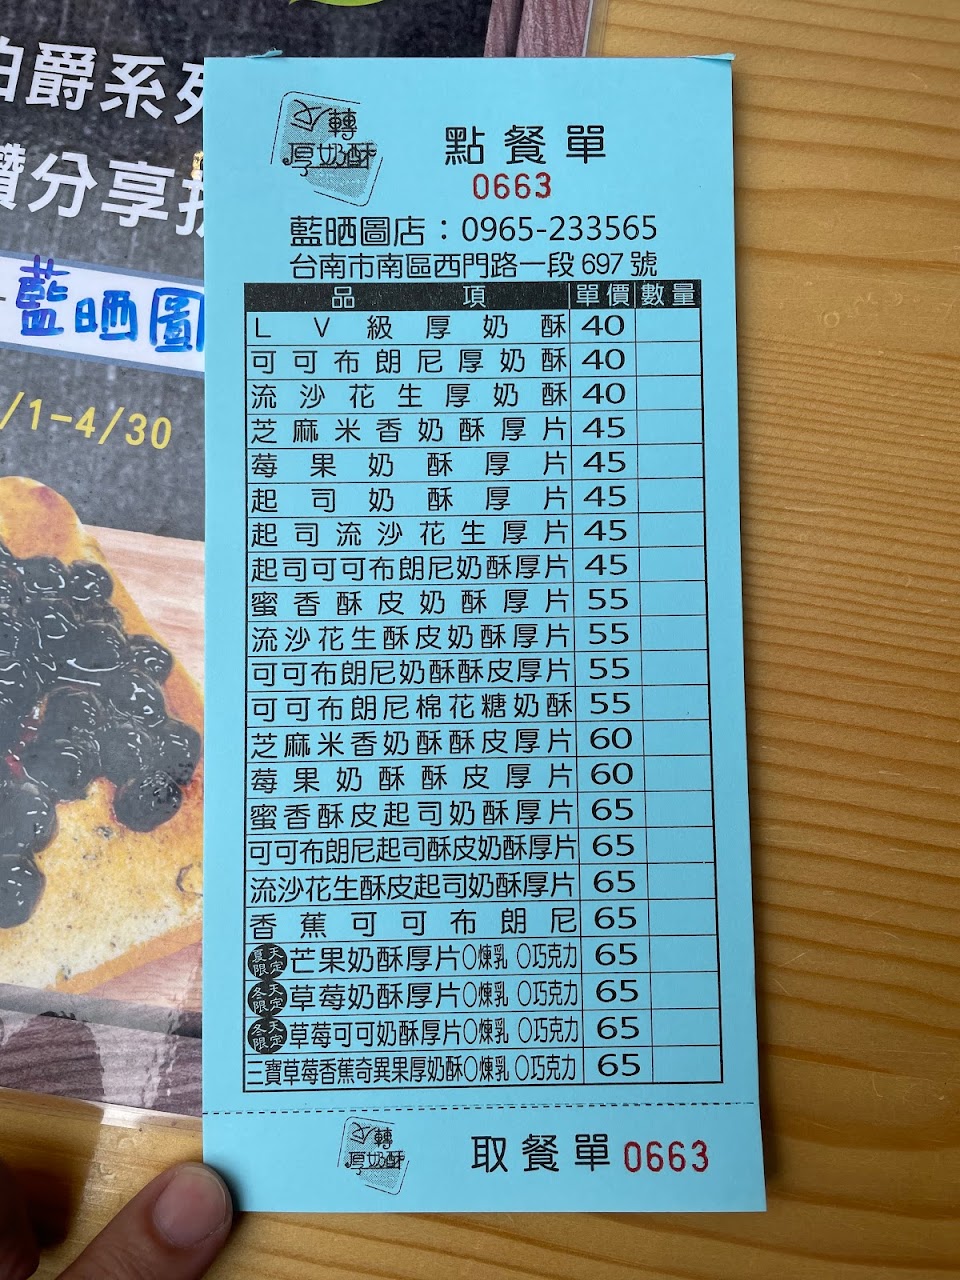 伯爵系列
鑽分享
藍晒圖
/1-4/30
轉
厚奶酥
點餐單
0663
藍晒圖店：0965-233565
台南市南區西門路一段 697 號
品項 單價 數量
LV級厚奶酥 40
可可布朗尼厚奶酥 40
流沙花生厚奶酥 40
芝麻米香奶酥厚片 45
莓果奶酥厚片 45
起司奶酥厚片 45
起司流沙花生厚片 45
起司可可布朗尼奶酥厚片 45
蜜香酥皮奶酥厚片 55
流沙花生酥皮奶酥厚片 55
可可布朗尼奶酥酥皮厚片 55
可可布朗尼棉花糖奶酥 55
芝麻米香奶酥酥皮厚片 60
莓果奶酥酥皮厚片 60
蜜香酥皮起司奶酥厚片 65
可可布朗尼起司酥皮奶酥厚片 65
流沙花生酥皮起司奶酥厚片 65
香蕉可可布朗尼 65
夏天限定 芒果奶酥厚片○煉乳 ○巧克力 65
冬天限定 草莓奶酥厚片○煉乳 ○巧克力 65
冬天限定 草莓可可奶酥厚片○煉乳 ○巧克力 65
三寶草莓香蕉奇異果厚奶酥○煉乳 ○巧克力 65
轉
厚奶酥
取餐單 0663